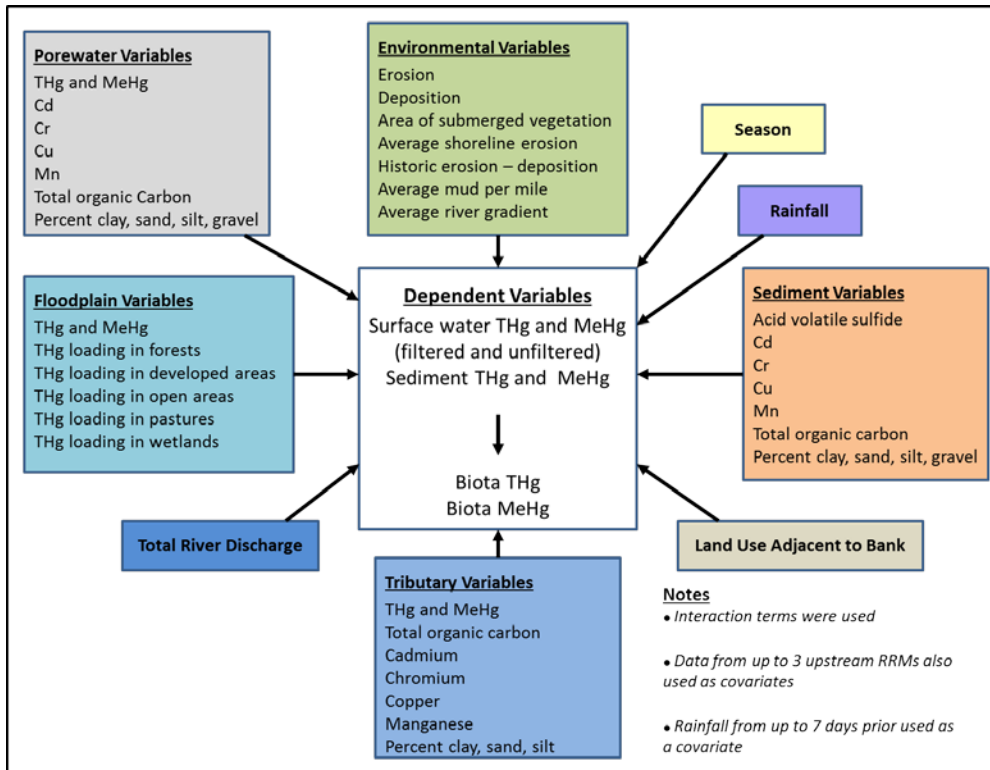 Porewater Variables
THg and MeHg
Cd
Cr
Cu
Mn
Total organic Carbon
Percent clay, sand, silt, gravel
Environmental Variables
Erosion
Deposition
Area of submerged vegetation
Average shoreline erosion
Historic erosion – deposition
Average mud per mile
Average river gradient
Season
Rainfall
Floodplain Variables
THg and MeHg
THg loading in forests
THg loading in developed areas
THg loading in open areas
THg loading in pastures
THg loading in wetlands
Dependent Variables
Surface water THg and MeHg
(filtered and unfiltered)
Sediment THg and MeHg
Biota THg
Biota MeHg
Sediment Variables
Acid volatile sulfide
Cd
Cr
Cu
Mn
Total organic carbon
Percent clay, sand, silt, gravel
Total River Discharge
Land Use Adjacent to Bank
Tributary Variables
THg and MeHg
Total organic carbon
Cadmium
Chromium
Copper
Manganese
Percent clay, sand, silt
Notes
• Interaction terms were used
• Data from up to 3 upstream RRMs also
used as covariates
• Rainfall from up to 7 days prior used as
a covariate